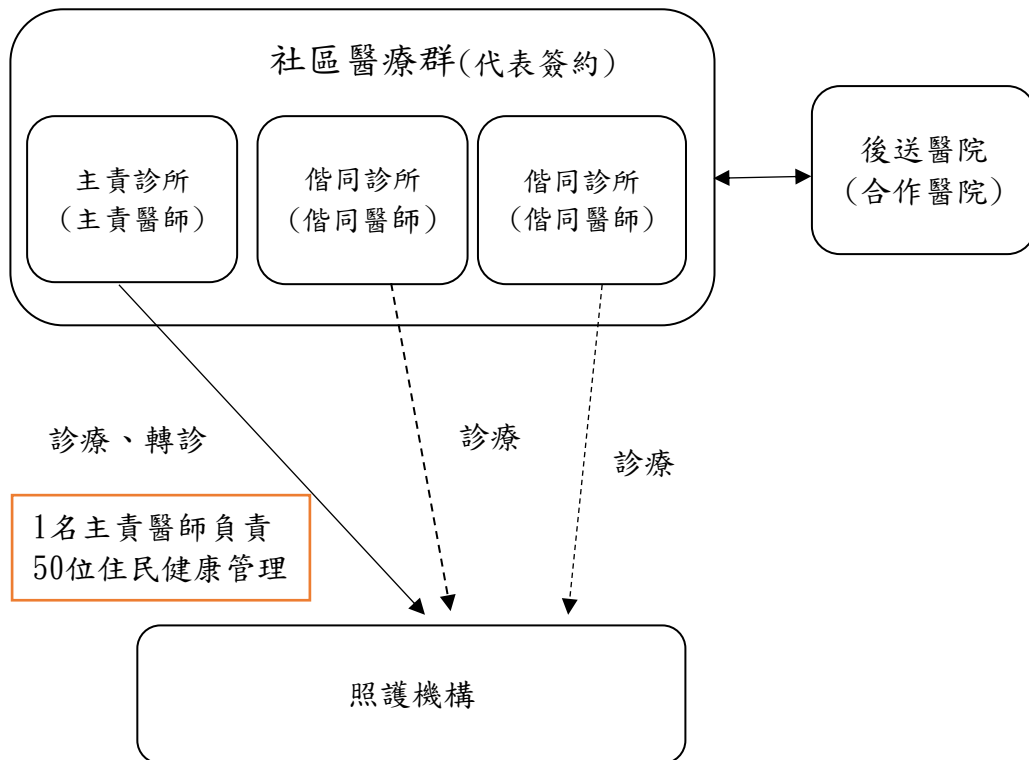 社區醫療群(代表簽約)
主責診所
(主責醫師)
偕同診所
(偕同醫師)
偕同診所
(偕同醫師)
後送醫院
(合作醫院)
診療、轉診
診療
診療
1名主責醫師負責
50位住民健康管理
照護機構